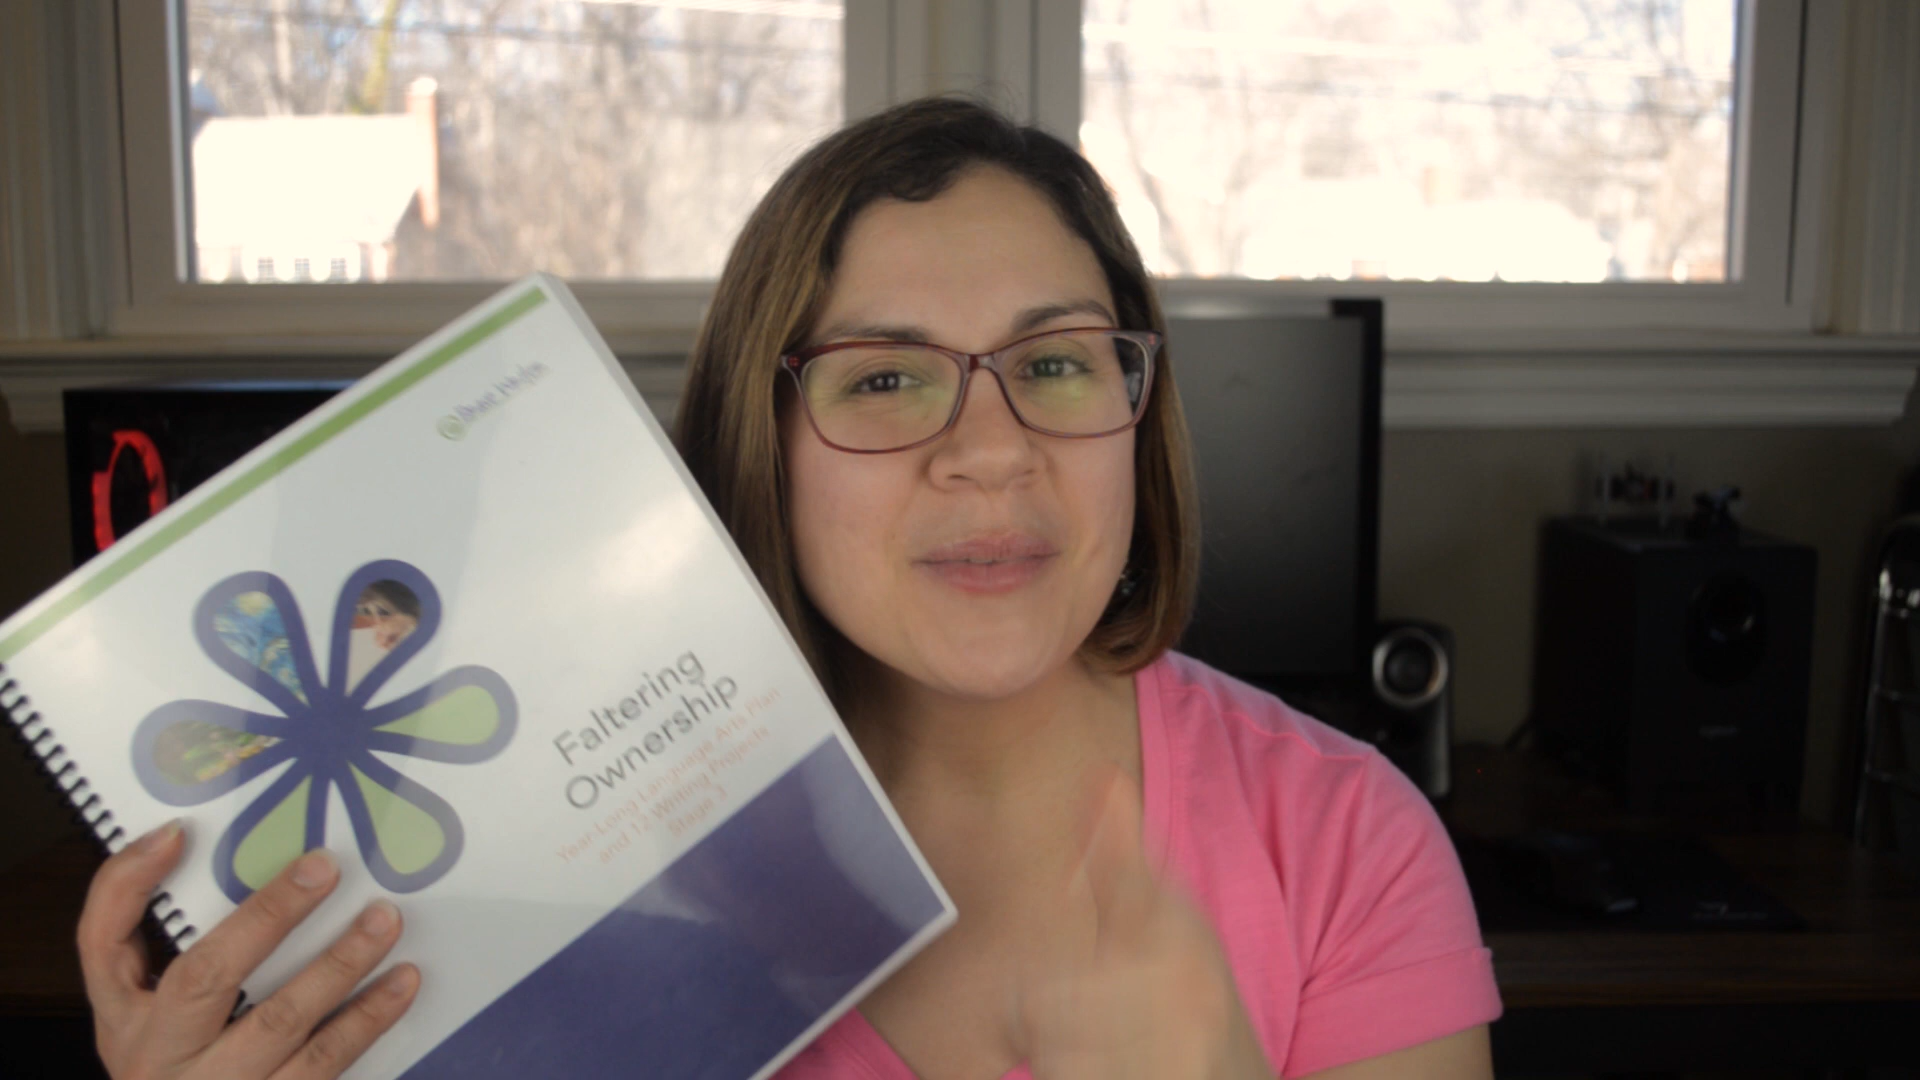 Brave Writer
Faltering
Ownership
Year-Long Language Arts Plan
and 12 Writing Projects
Stage 3